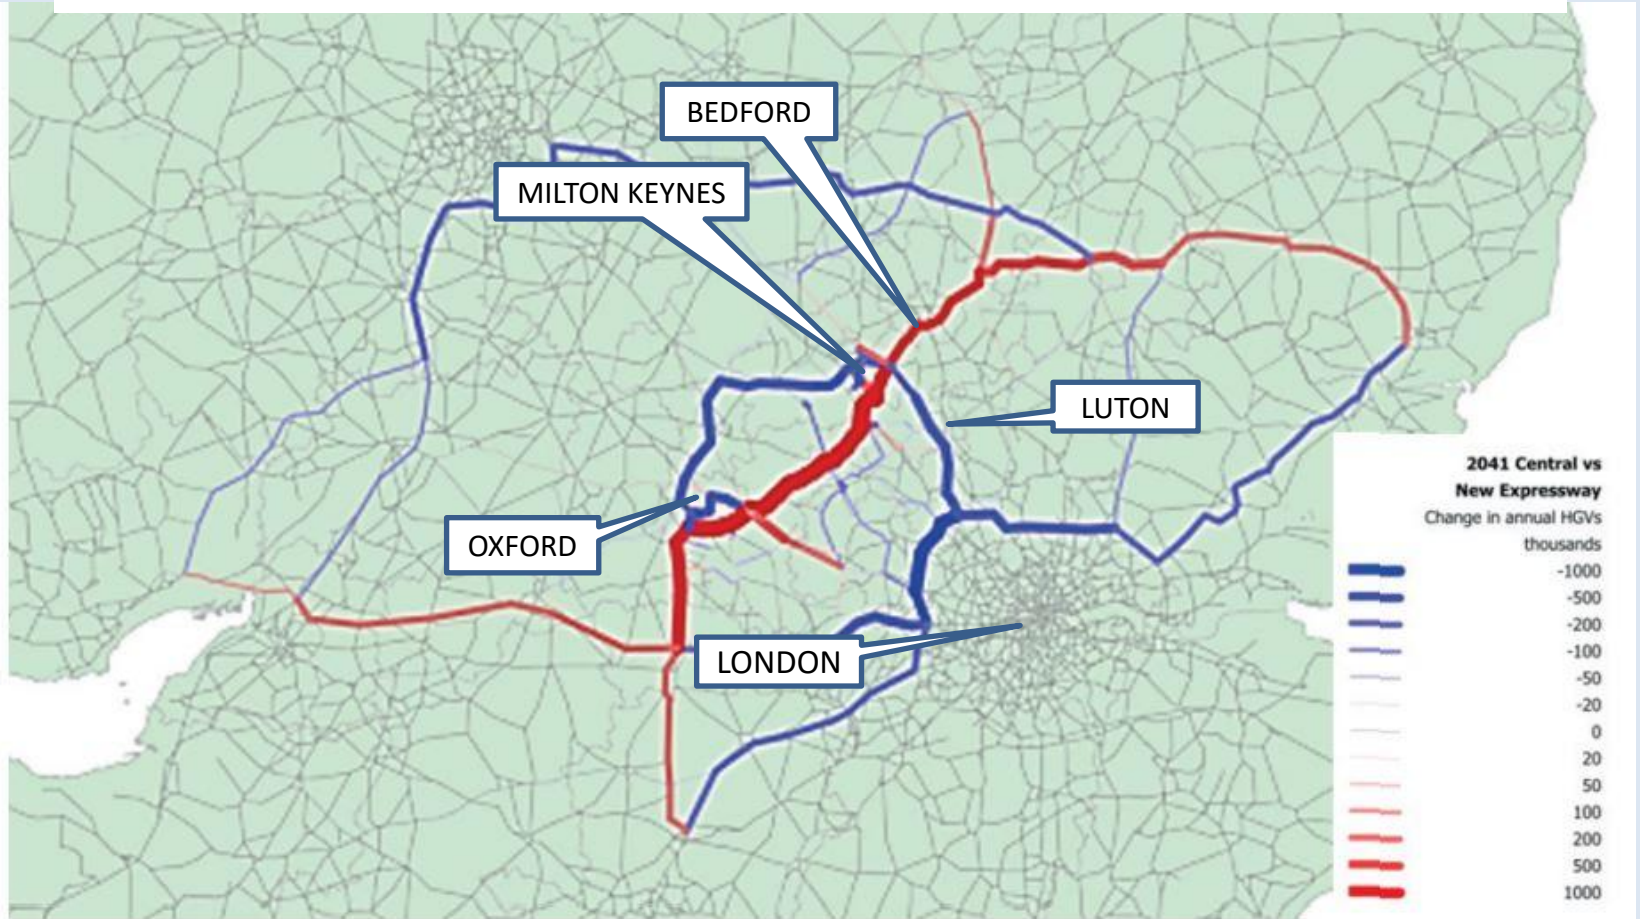 BEDFORD
MILTON KEYNES
LUTON
OXFORD
LONDON
2041 Central vs
New Expressway
Change in annual HGVs
thousands
-1000
-500
-200
-100
-50
-20
0
20
50
100
200
500
1000